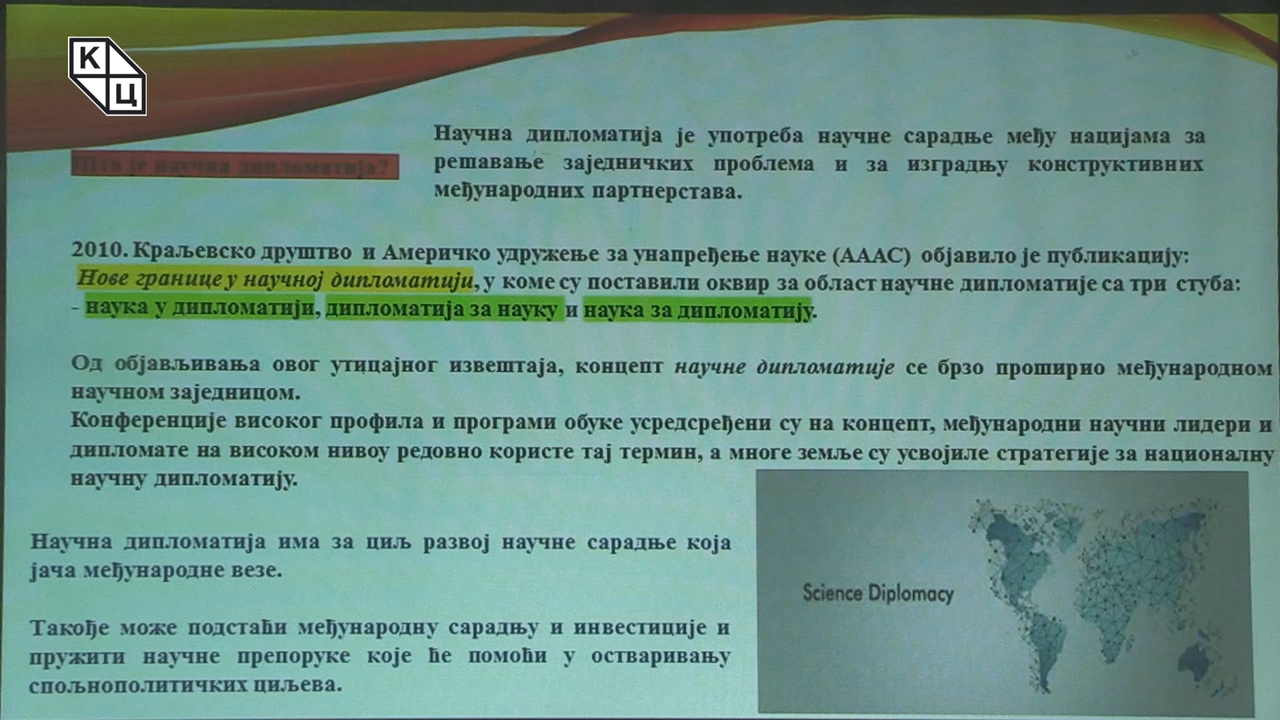 К
Ц
Шта је научна дипломатија?
Научна дипломатија је употреба научне сарадње међу нацијама за
решавање заједничких проблема и за изградњу конструктивних
међународних партнерстава.
2010. Краљевско друштво и Америчко удружење за унапређење науке (АААС) објавило је публикацију:
Нове границе у научној дипломатији, у коме су поставили оквир за област научне дипломатије са три стуба:
- наука у дипломатији, дипломатија за науку и наука за дипломатију.
Од објављивања овог утицајног извештаја, концепт научне дипломатије се брзо проширио међународном
научном заједницом.
Конференције високог профила и програми обуке усредсређени су на концепт, међународни научни лидери и
дипломате на високом нивоу редовно користе тај термин, а многе земље су усвојиле стратегије за националну
научну дипломатију.
Научна дипломатија има за циљ развој научне сарадње која
јача међународне везе.
Такође може подстаћи међународну сарадњу и инвестиције и
пружити научне препоруке које ће помоћи у остваривању
спољнополитичких циљева.
Science Diplomacy